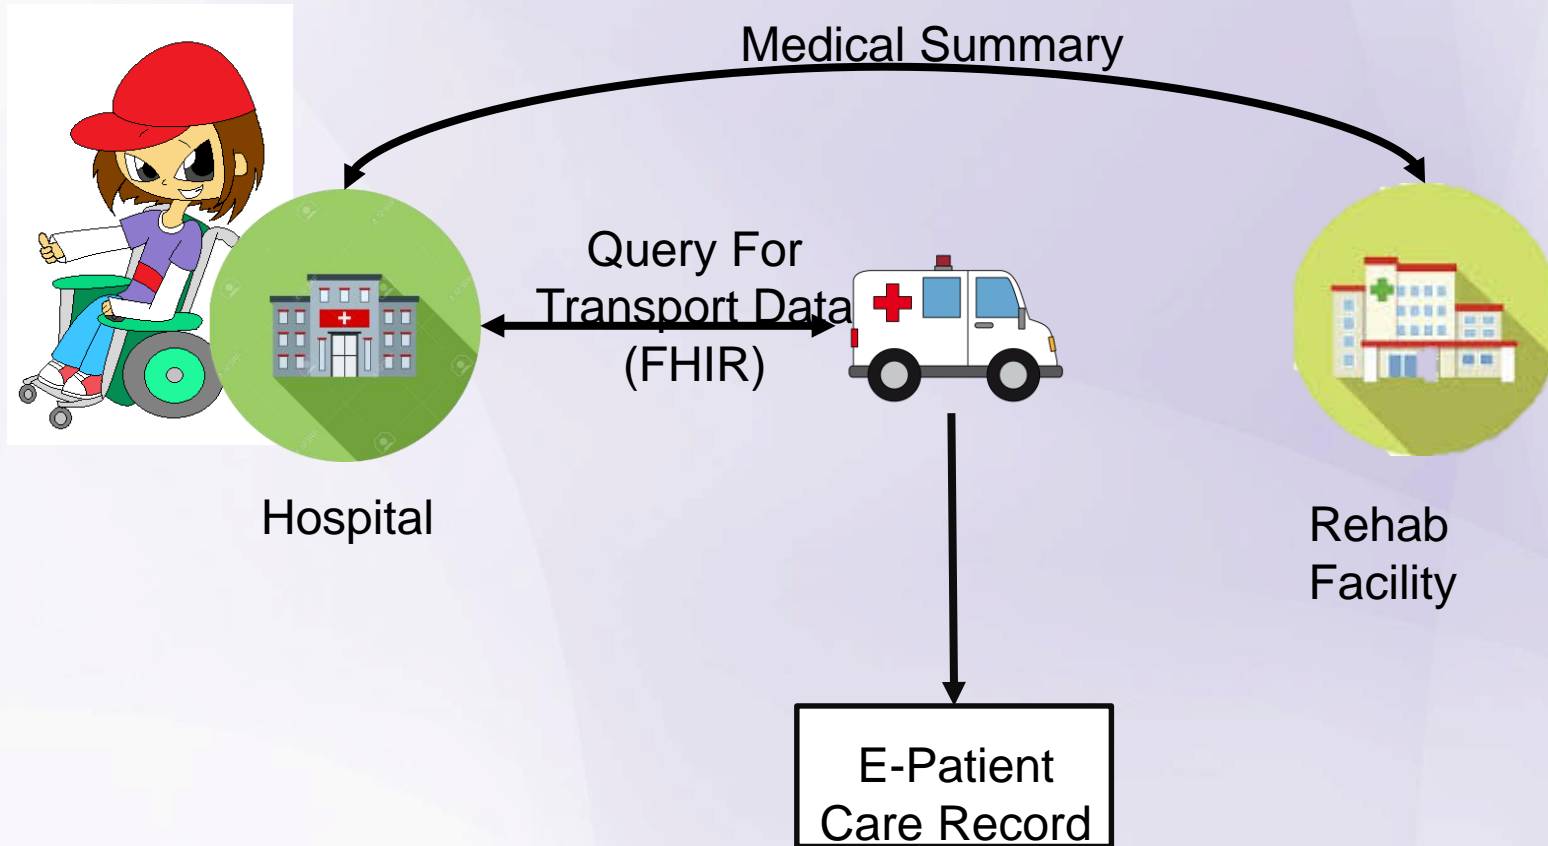 Medical Summary
Query For
Transport Data
(FHIR)
Hospital
Rehab
Facility
E-Patient
Care Record